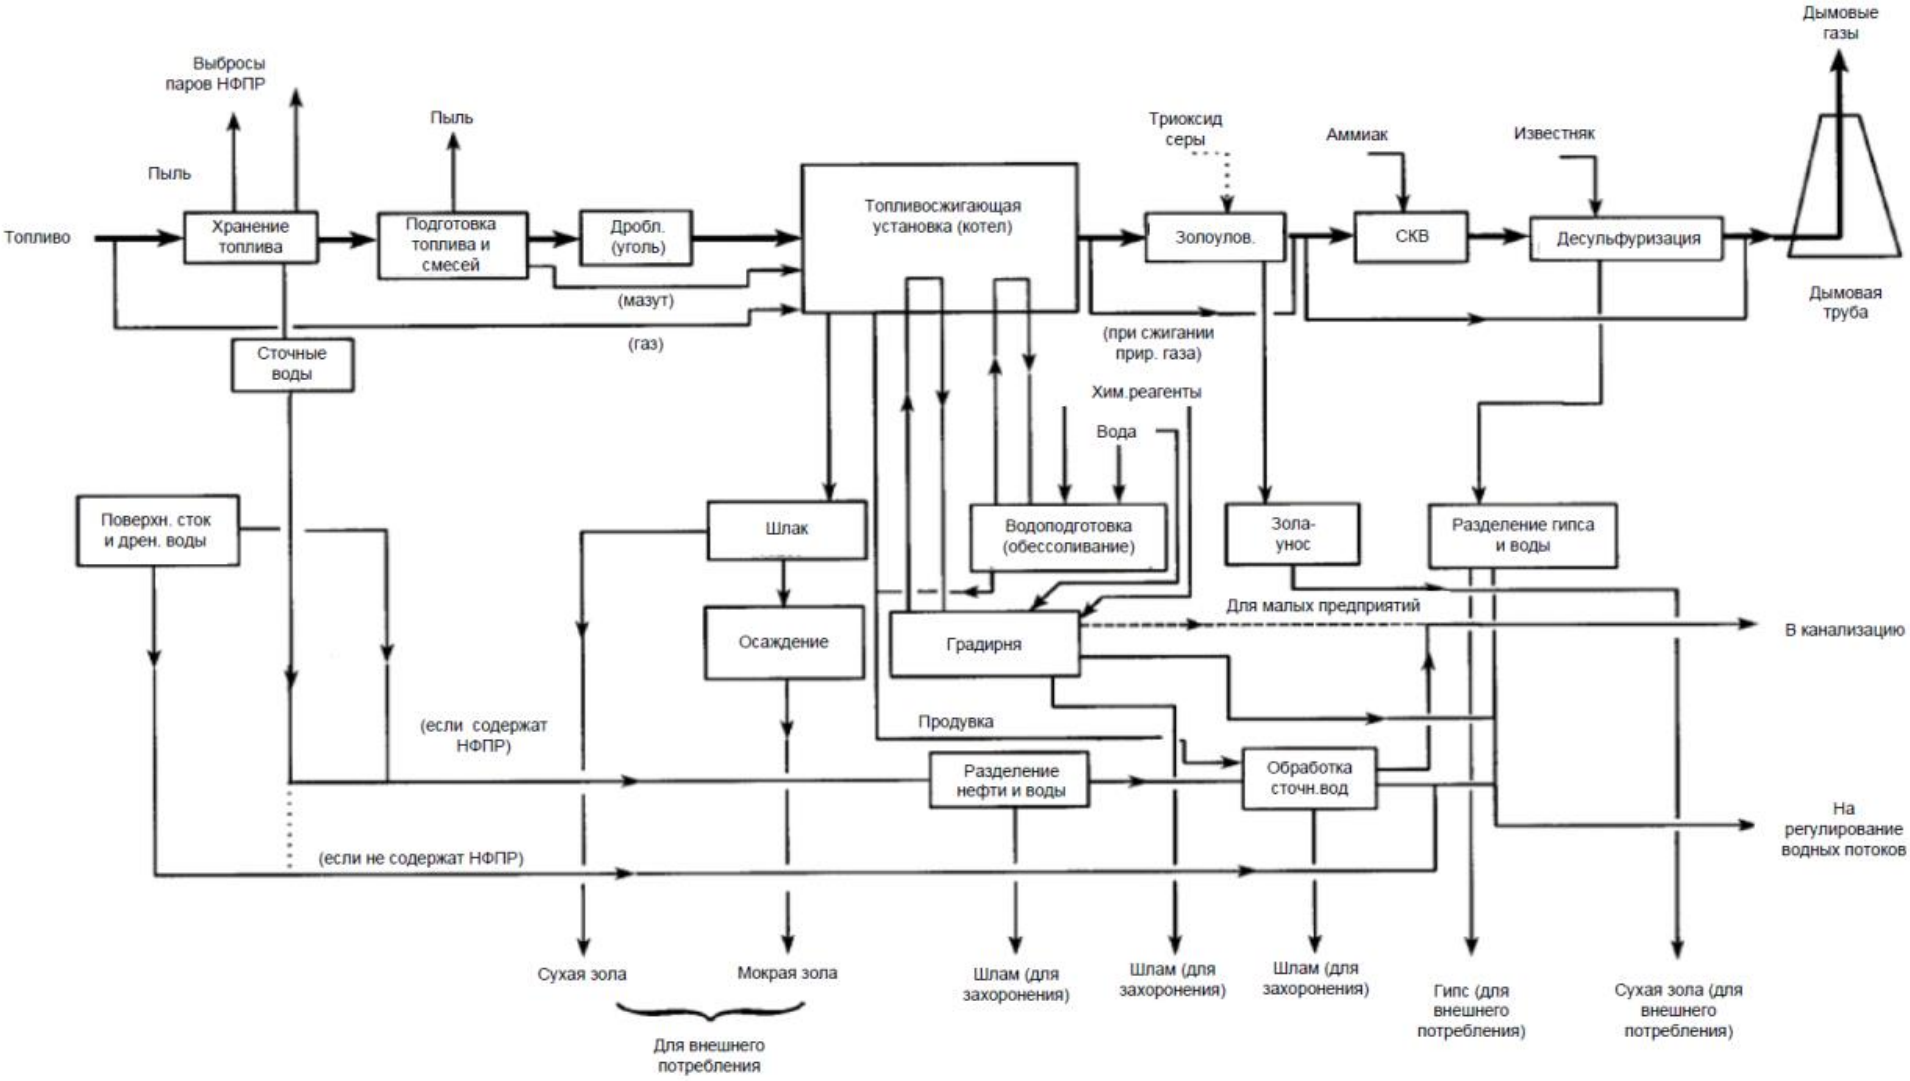 Дымовые
газы
Выбросы
паров НФПР
Пыль
Триоксид
серы
Аммиак
Известняк
Пыль
Топливо
Хранение
топлива
Подготовка
топлива и
смесей
Дробл.
(уголь)
Топливосжигающая
установка (котел)
Золоулов.
СКВ
Десульфуризация
(мазут)
(газ)
Дымовая
труба
(при сжигании
прир. газа)
Сточные
воды
Хим.реагенты
Вода
Поверхн. сток
и дрен. воды
Шлак
Водоподготовка
(обессоливание)
Зола-
унос
Разделение гипса
и воды
Для малых предприятий
Осаждение
Градирня
В канализацию
(если содержат
НФПР)
Продувка
Разделение
нефти и воды
Обработка
сточн.вод
На
регулирование
водных потоков
(если не содержат НФПР)
Сухая зола
Мокрая зола
Шлам (для
захоронения)
Шлам (для
захоронения)
Шлам (для
захоронения)
Гипс (для
внешнего
потребления)
Сухая зола (для
внешнего
потребления)
Для внешнего
потребления